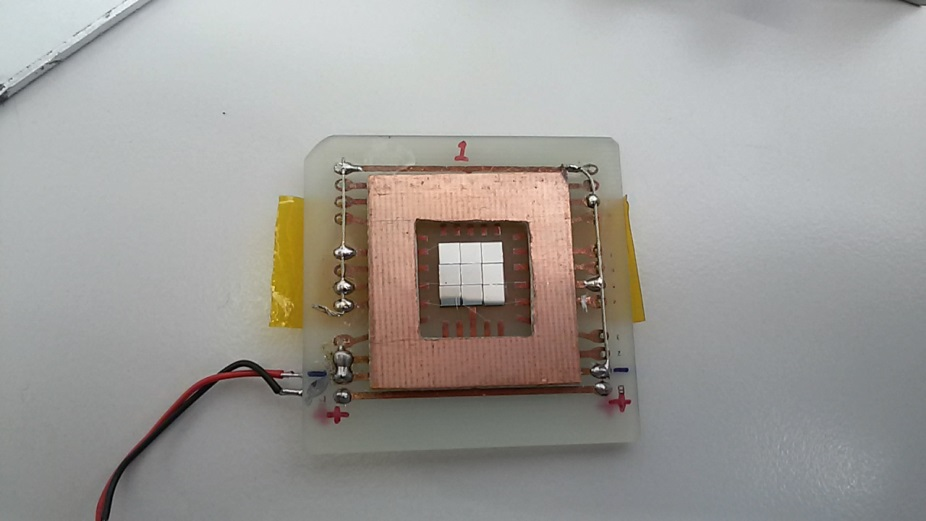 1
- -
+ +